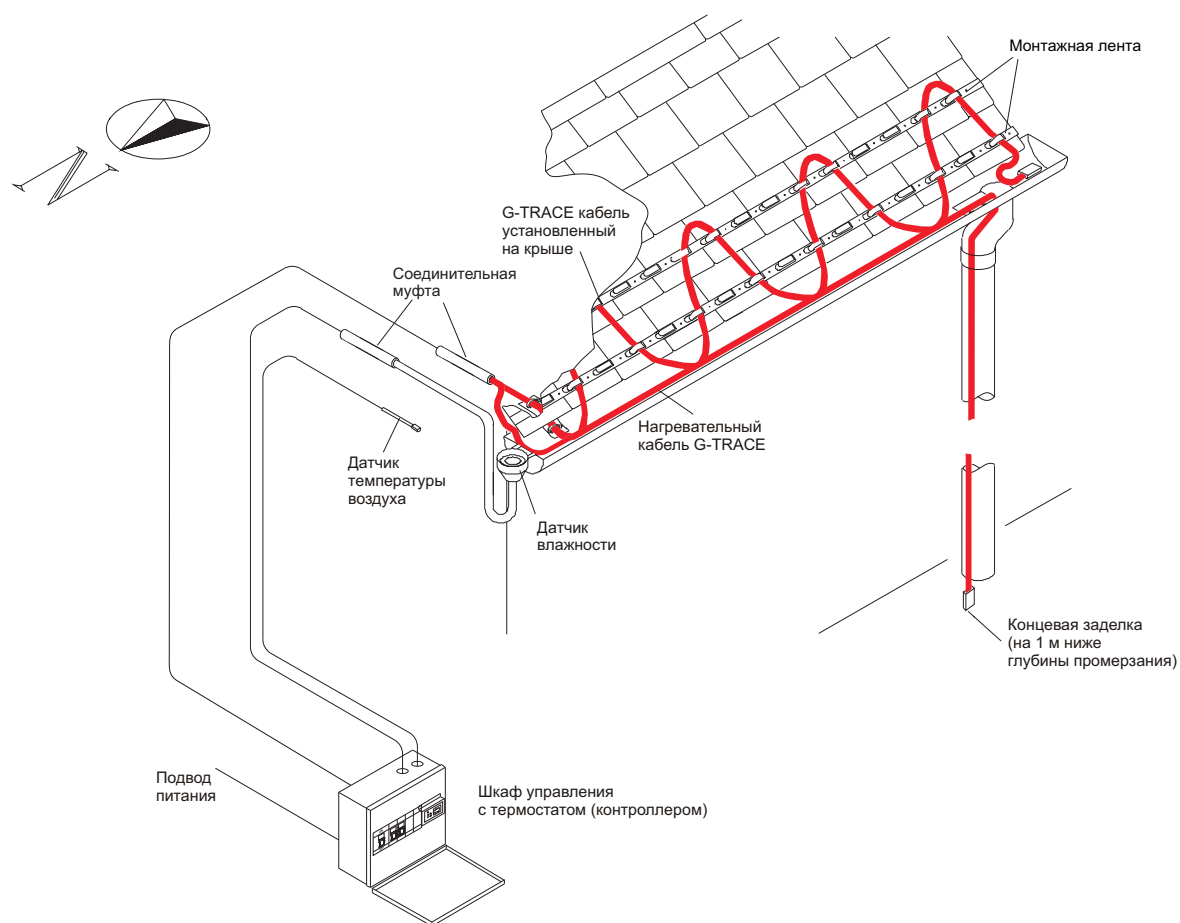 Монтажная лента
G-TRACE кабель
установленный
на крыше
Соединительная
муфта
Нагревательный
кабель G-TRACE
Датчик
температуры
воздуха
Датчик
влажности
Концевая заделка
(на 1 м ниже
глубины промерзания)
Подвод
питания
Шкаф управления
с термостатом (контроллером)
N